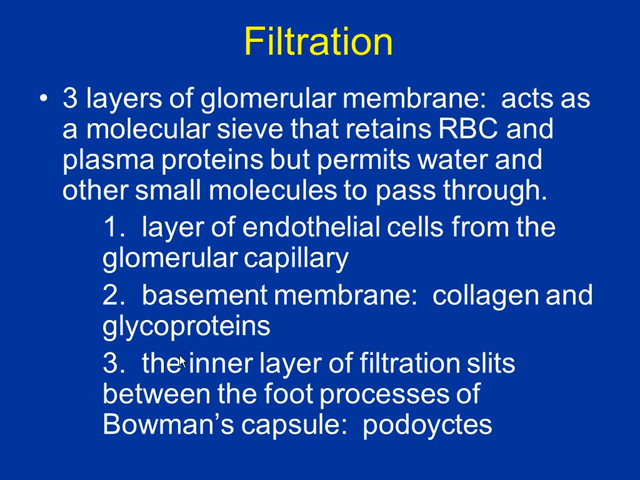 Filtration
• 3 layers of glomerular membrane:  acts as
a molecular sieve that retains RBC and
plasma proteins but permits water and
other small molecules to pass through.
1.  layer of endothelial cells from the
glomerular capillary
2.  basement membrane:  collagen and
glycoproteins
3.  the inner layer of filtration slits
between the foot processes of
Bowman’s capsule:  podoyctes